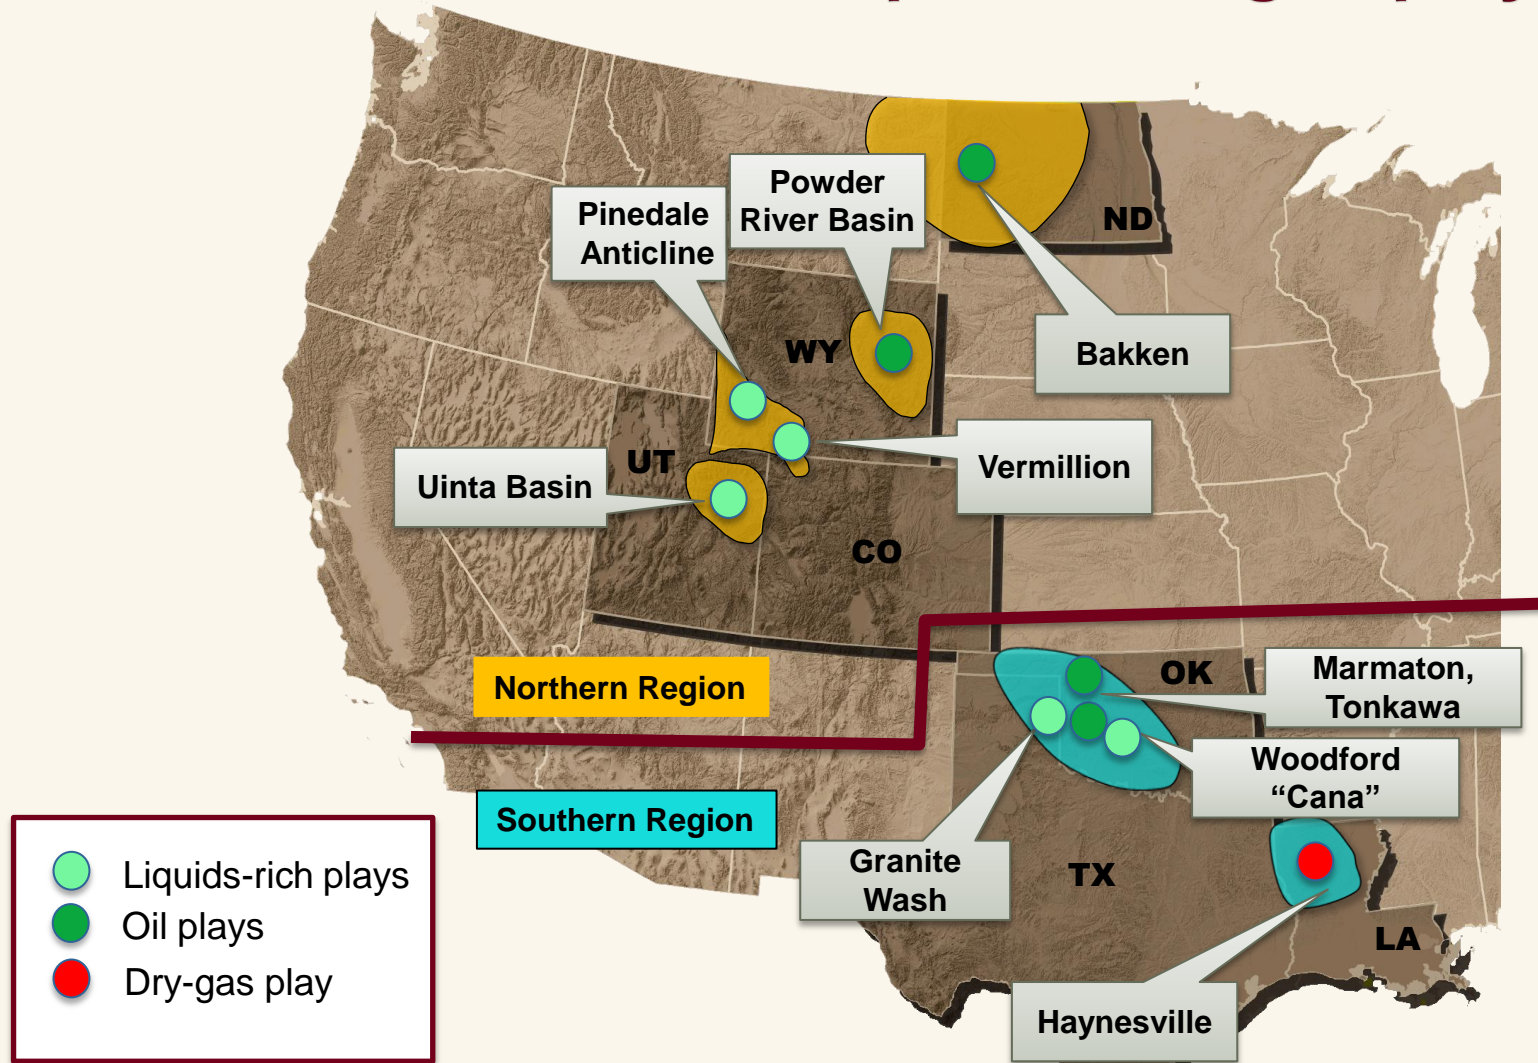 Powder
River Basin
Pinedale
Anticline
ND
Bakken
WY
Vermillion
UT
Uinta Basin
CO
Northern Region
OK
Marmaton,
Tonkawa
Woodford
“Cana”
Southern Region
Granite
Wash
TX
LA
Haynesville
Liquids-rich plays
Oil plays
Dry-gas play